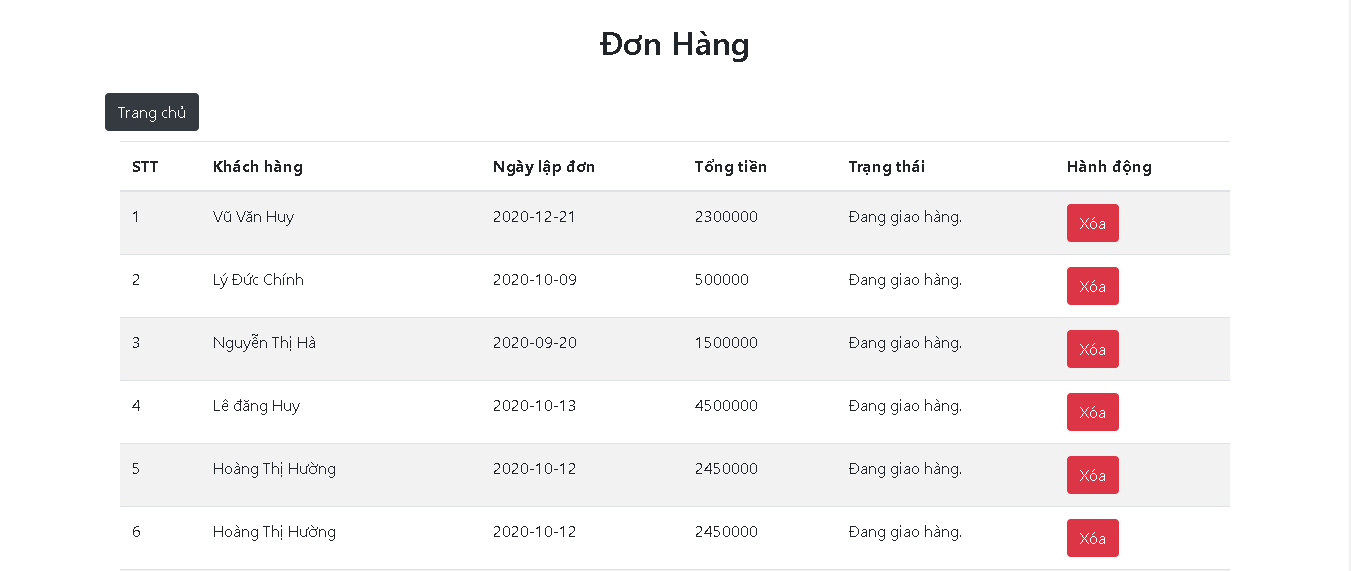 Đơn Hàng
Trang chủ
STT Khách hàng Ngày lập đơn Tổng tiền Trạng thái Hành động
1 Vũ Văn Huy 2020-12-21 2300000 Đang giao hàng. Xóa
2 Lý Đức Chính 2020-10-09 500000 Đang giao hàng. Xóa
3 Nguyễn Thị Hà 2020-09-20 1500000 Đang giao hàng. Xóa
4 Lê đăng Huy 2020-10-13 4500000 Đang giao hàng. Xóa
5 Hoàng Thị Hường 2020-10-12 2450000 Đang giao hàng. Xóa
6 Hoàng Thị Hường 2020-10-12 2450000 Đang giao hàng. Xóa